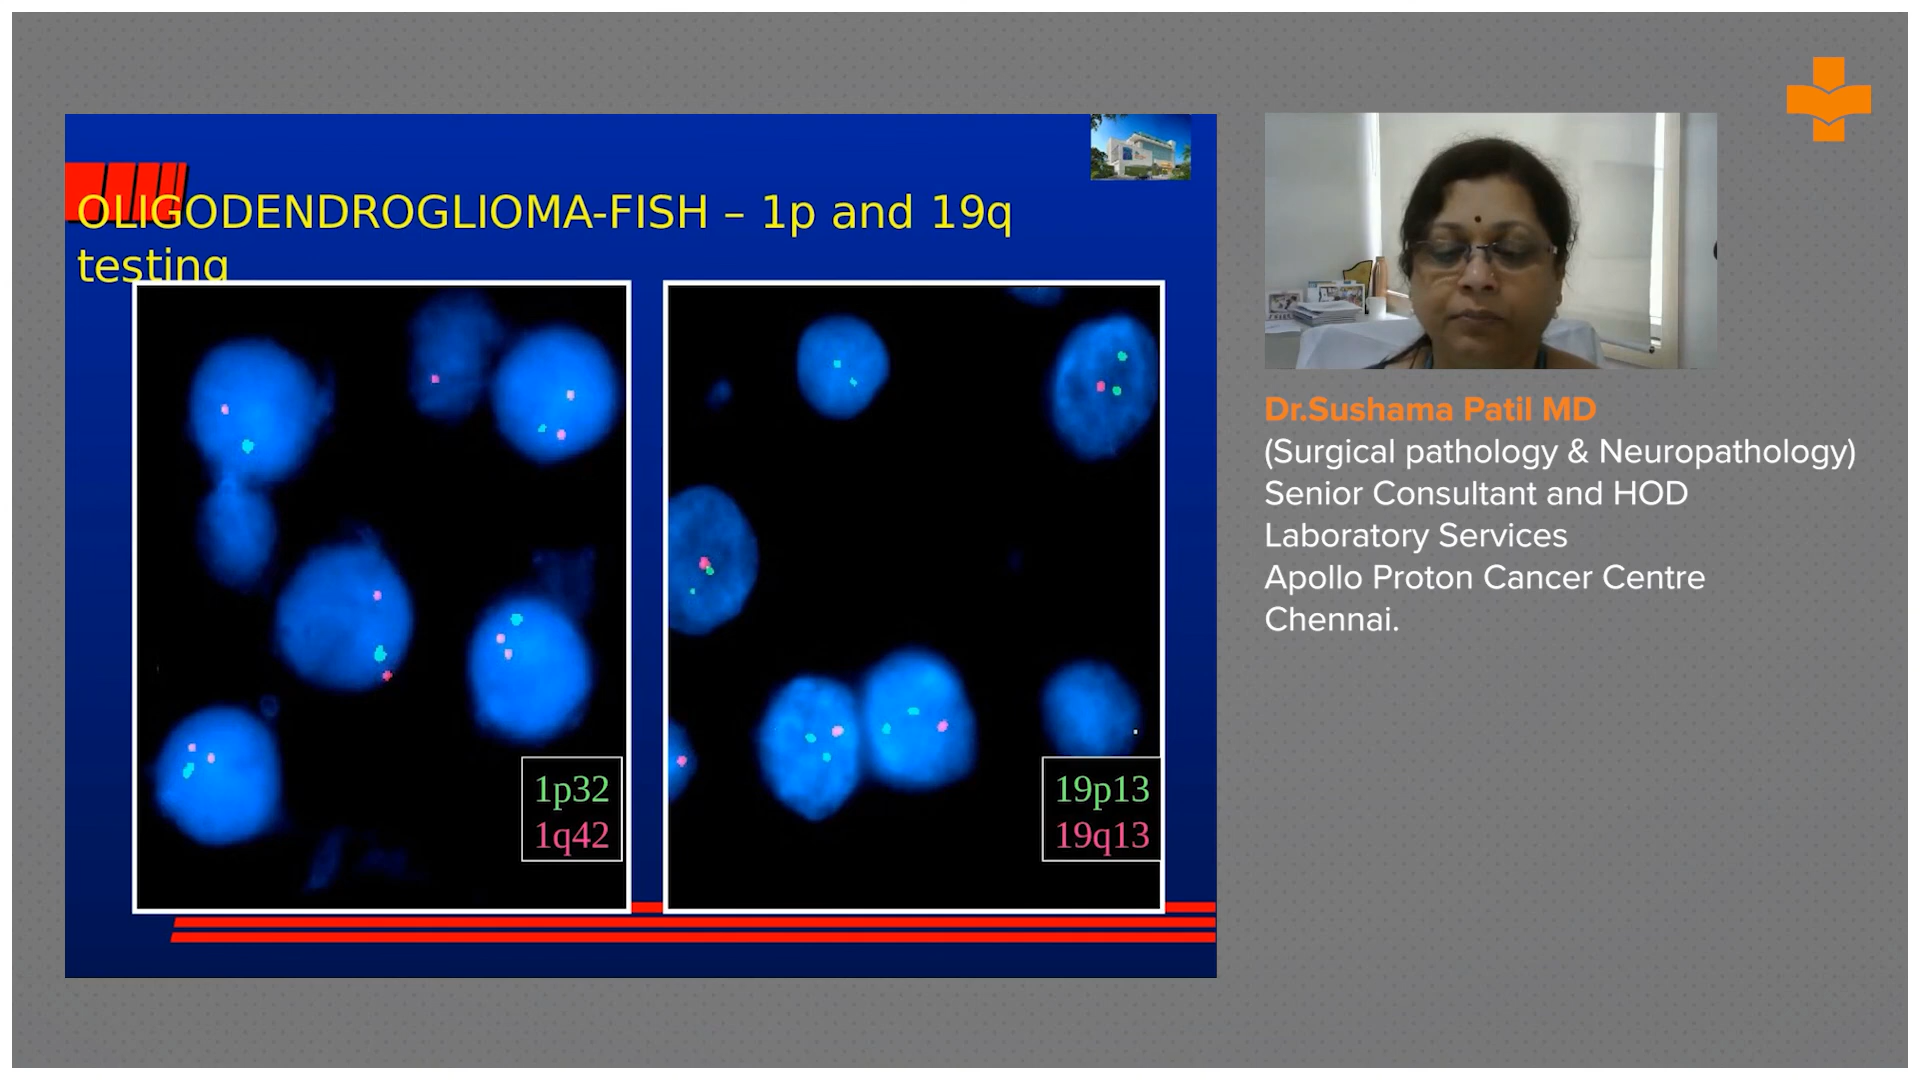 OLIGODENDROGLIOMA-FISH – 1p and 19q
testing
1p32
1q42
19p13
19q13
Dr.Sushama Patil MD
(Surgical pathology & Neuropathology)
Senior Consultant and HOD
Laboratory Services
Apollo Proton Cancer Centre
Chennai.